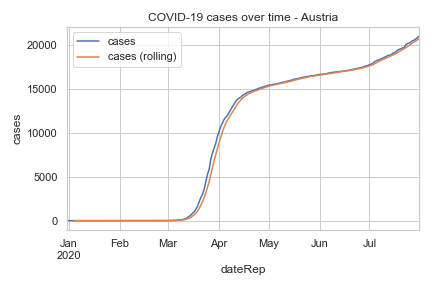 COVID-19 cases over time - Austria
cases
cases (rolling)
20000
15000
10000
5000
0
cases
Jan Feb Mar Apr May Jun Jul
2020
dateRep